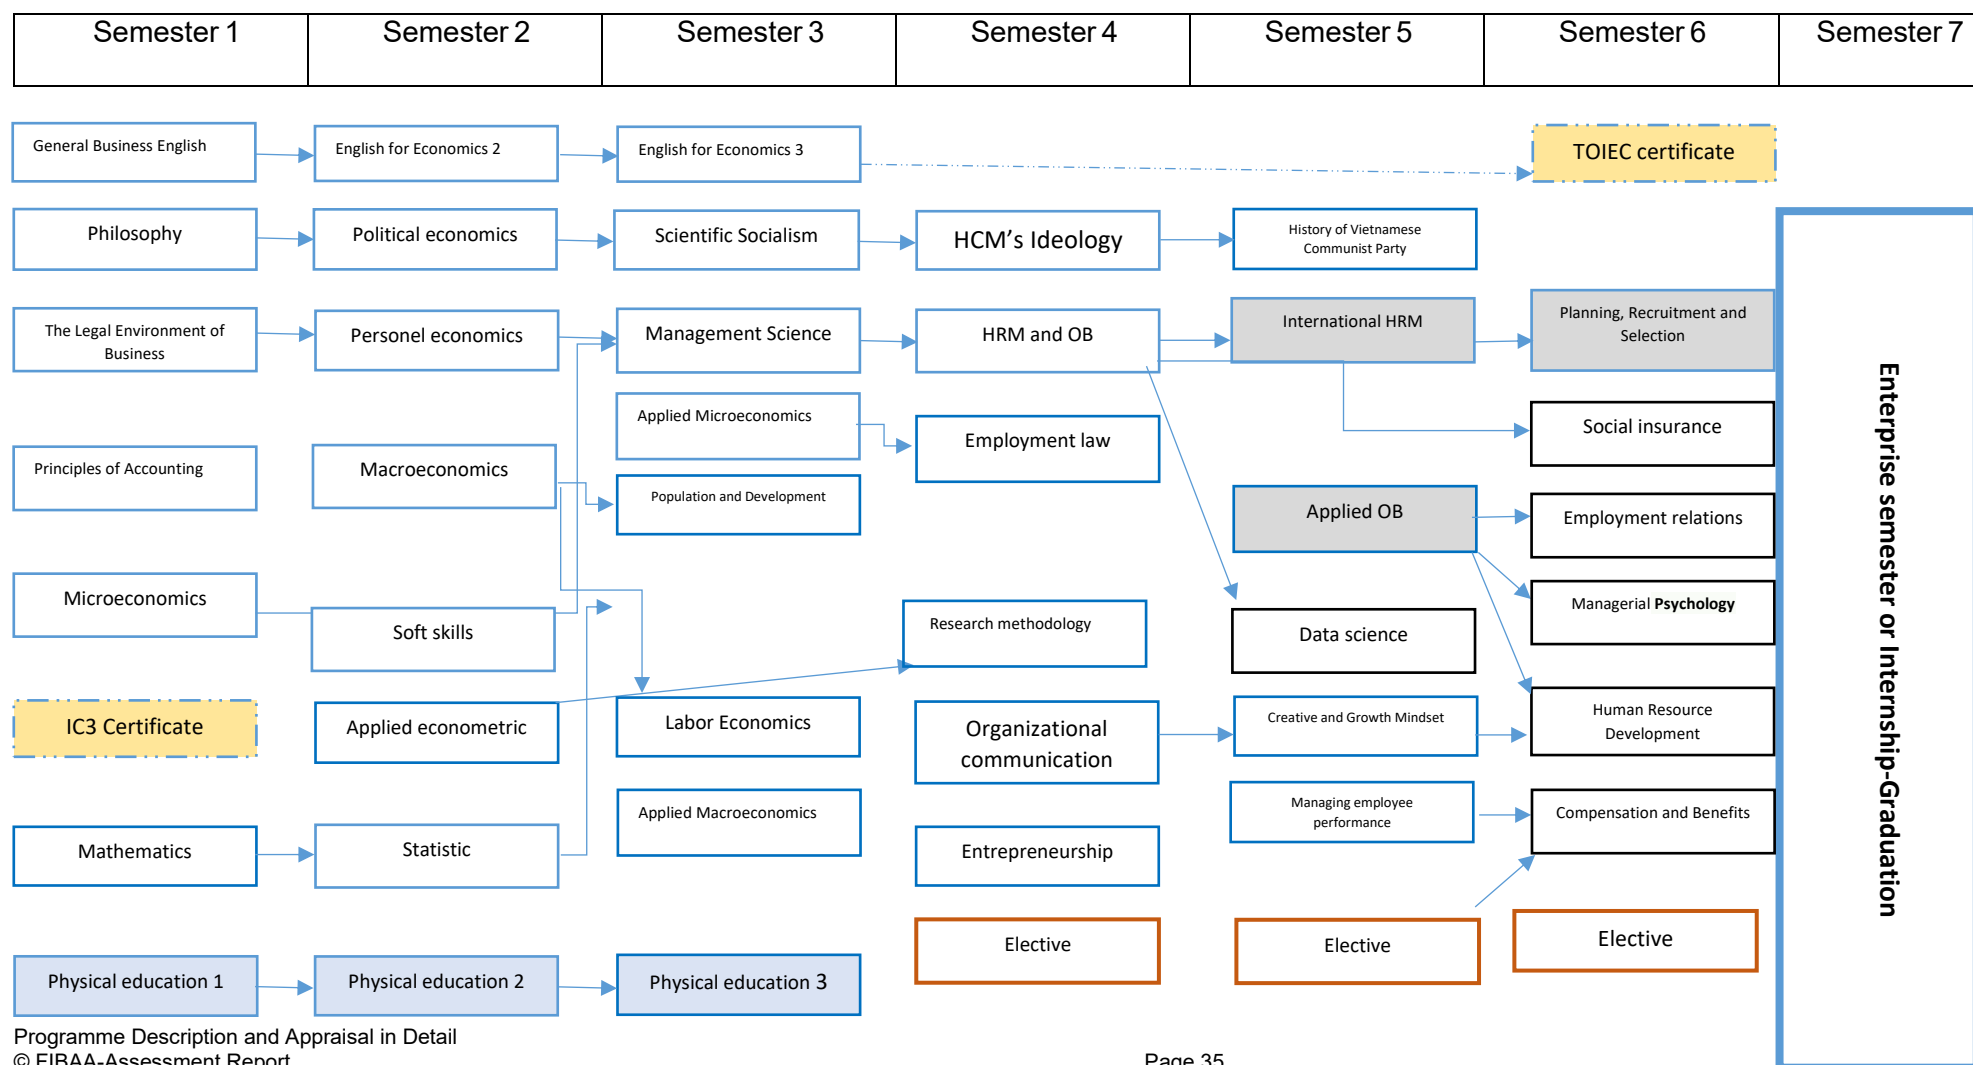 Semester 1
Semester 2
Semester 3
Semester 4
Semester 5
Semester 6
Semester 7
General Business English
English for Economics 2
English for Economics 3
TOIEC certificate
Philosophy
Political economics
Scientific Socialism
HCM's Ideology
History of Vietnamese
Communist Party
The Legal Environment of
Business
Personel economics
Management Science
HRM and OB
International HRM
Planning, Recruitment and
Selection
Applied Microeconomics
Employment law
Social insurance
Principles of Accounting
Macroeconomics
Population and Development
Applied OB
Employment relations
Microeconomics
Soft skills
Research methodology
Data science
Managerial Psychology
IC3 Certificate
Applied econometric
Labor Economics
Organizational
communication
Creative and Growth Mindset
Human Resource
Development
Applied Macroeconomics
Managing employee
performance
Compensation and Benefits
Mathematics
Statistic
Entrepreneurship
Elective
Elective
Elective
Physical education 1
Physical education 2
Physical education 3
Enterprise semester or Internship-Graduation
Programme Description and Appraisal in Detail
© FIBAA-Assessment Report
Page 35